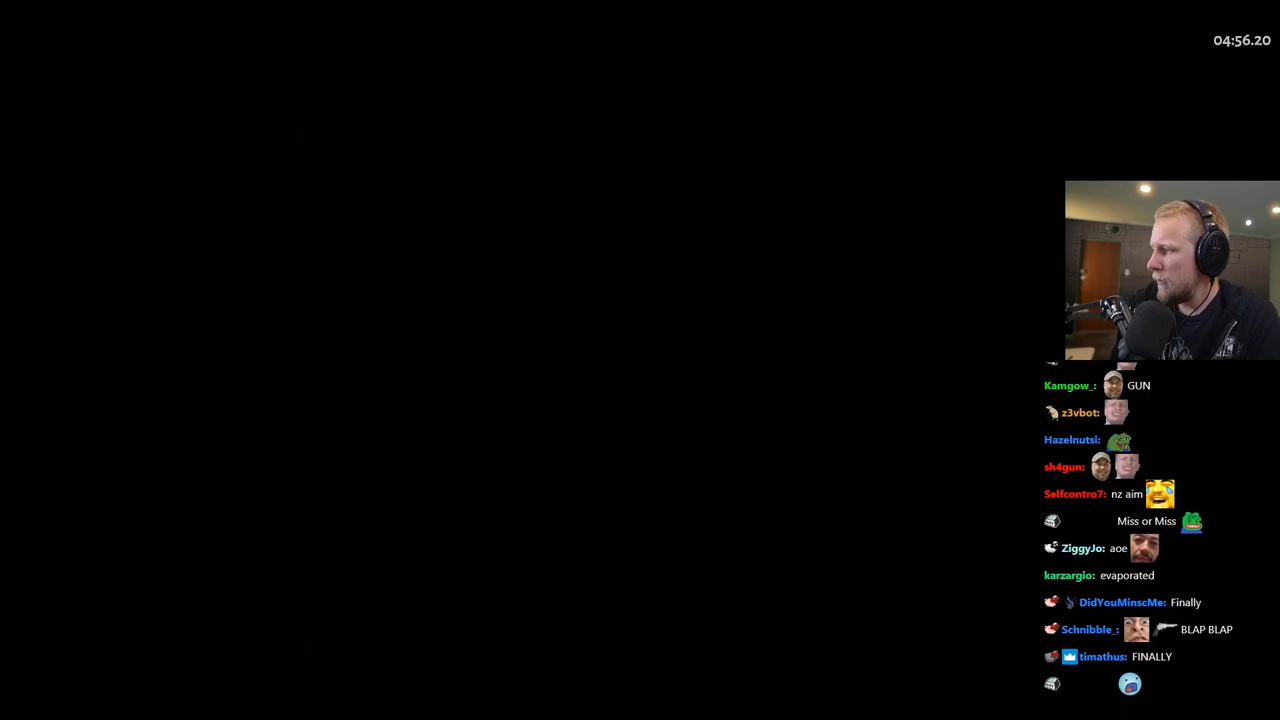 04:56.20
Kamgow_: GUN
z3vbot:
Hazelnutsi:
sh4gun:
Selfcontro7: nz aim
Miss or Miss
ZiggyJo: aoe
karzargio: evaporated
DidYouMinscMe: Finally
Schnibble_: BLAP BLAP
timathus: FINALLY